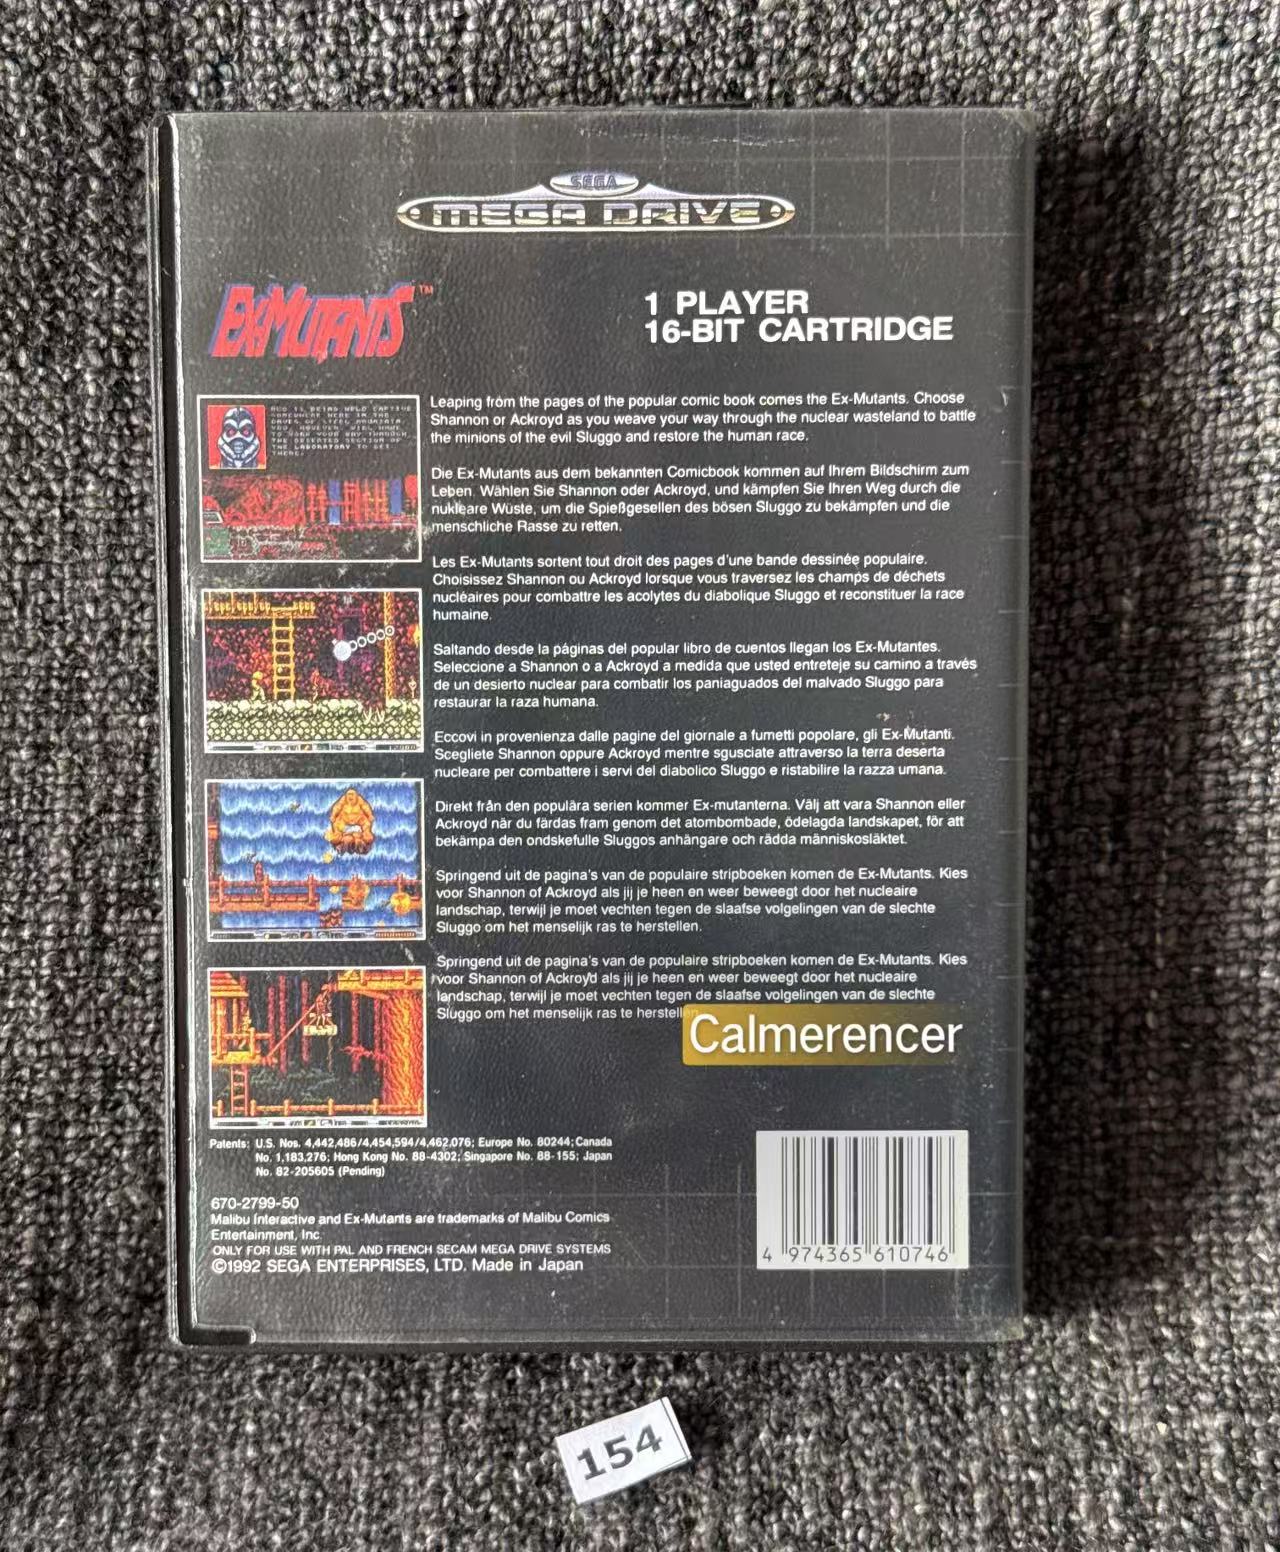 SEGA
MEGA DRIVE
EX-MUTANTS™
1 PLAYER
16-BIT CARTRIDGE
Leaping from the pages of the popular comic book comes the Ex-Mutants. Choose
Shannon or Ackroyd as you weave your way through the nuclear wasteland to battle
the minions of the evil Sluggo and restore the human race.
Die Ex-Mutants aus dem bekannten Comicbook kommen auf Ihrem Bildschirm zum
Leben. Wählen Sie Shannon oder Ackroyd, und kämpfen Sie Ihren Weg durch die
nukleare Wüste, um die Spießgesellen des bösen Sluggo zu bekämpfen und die
menschliche Rasse zu retten.
Les Ex-Mutants sortent tout droit des pages d'une bande dessinée populaire.
Choisissez Shannon ou Ackroyd lorsque vous traversez les champs de déchets
nucléaires pour combattre les acolytes du diabolique Sluggo et reconstituer la race
humaine.
Saltando desde la páginas del popular libro de cuentos llegan los Ex-Mutantes.
Seleccione a Shannon o a Ackroyd a medida que usted entreteje su camino a través
de un desierto nuclear para combatir los paniaguados del malvado Sluggo para
restaurar la raza humana.
Eccovi in provenienza dalle pagine del giornale a fumetti popolare, gli Ex-Mutanti.
Scegliete Shannon oppure Ackroyd mentre sgusciate attraverso la terra deserta
nucleare per combattere i servi del diabolico Sluggo e ristabilire la razza umana.
Direkt från den populära serien kommer Ex-mutanterna. Välj att vara Shannon eller
Ackroyd när du färdas fram genom det atombombade, ödelagda landskapet, för att
bekämpa den ondskefulle Sluggos anhängare och rädda människosläktet.
Springend uit de pagina's van de populaire stripboeken komen de Ex-Mutants. Kies
voor Shannon of Ackroyd als jij je heen en weer beweegt door het nucleaire
landschap, terwijl je moet vechten tegen de slaafse volgelingen van de slechte
Sluggo om het menselijk ras te herstellen.
Springend uit de pagina's van de populaire stripboeken komen de Ex-Mutants. Kies
voor Shannon of Ackroyd als jij je heen en weer beweegt door het nucleaire
landschap, terwijl je moet vechten tegen de slaafse volgelingen van de slechte
Sluggo om het menselijk ras te
Calmerencer
Patents: U.S. Nos. 4,442,486/4,454,594/4,462,076; Europe No. 80244; Canada
No. 1,183,276; Hong Kong No. 88-4302; Singapore No. 88-155; Japan
No. 82-205605 (Pending)
670-2799-50
Malibu Interactive and Ex-Mutants are trademarks of Malibu Comics
Entertainment, Inc.
ONLY FOR USE WITH PAL AND FRENCH SECAM MEGA DRIVE SYSTEMS
©1992 SEGA ENTERPRISES, LTD. Made in Japan
4 974365 610746
154